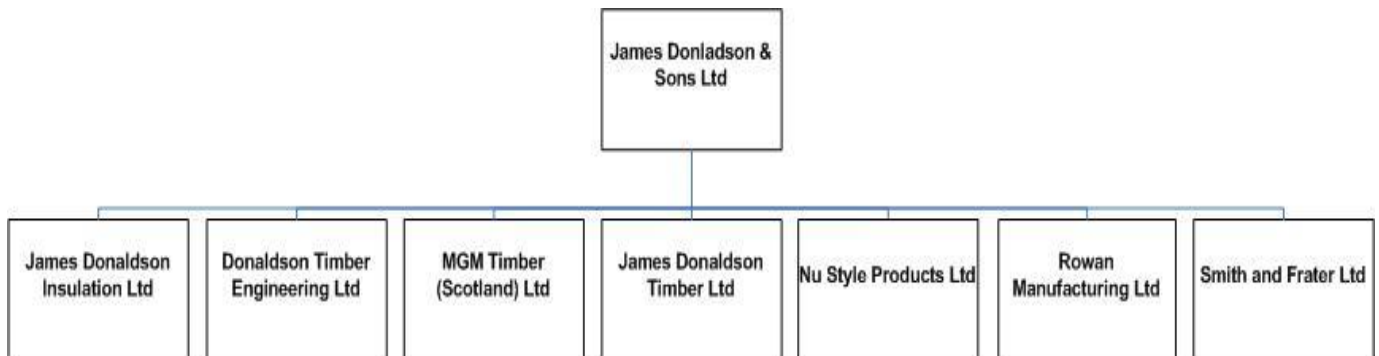 James Donladson &
Sons Ltd
James Donaldson
Insulation Ltd
Donaldson Timber
Engineering Ltd
MGM Timber
(Scotland) Ltd
James Donaldson
Timber Ltd
Nu Style Products Ltd
Rowan
Manufacturing Ltd
Smith and Frater Ltd